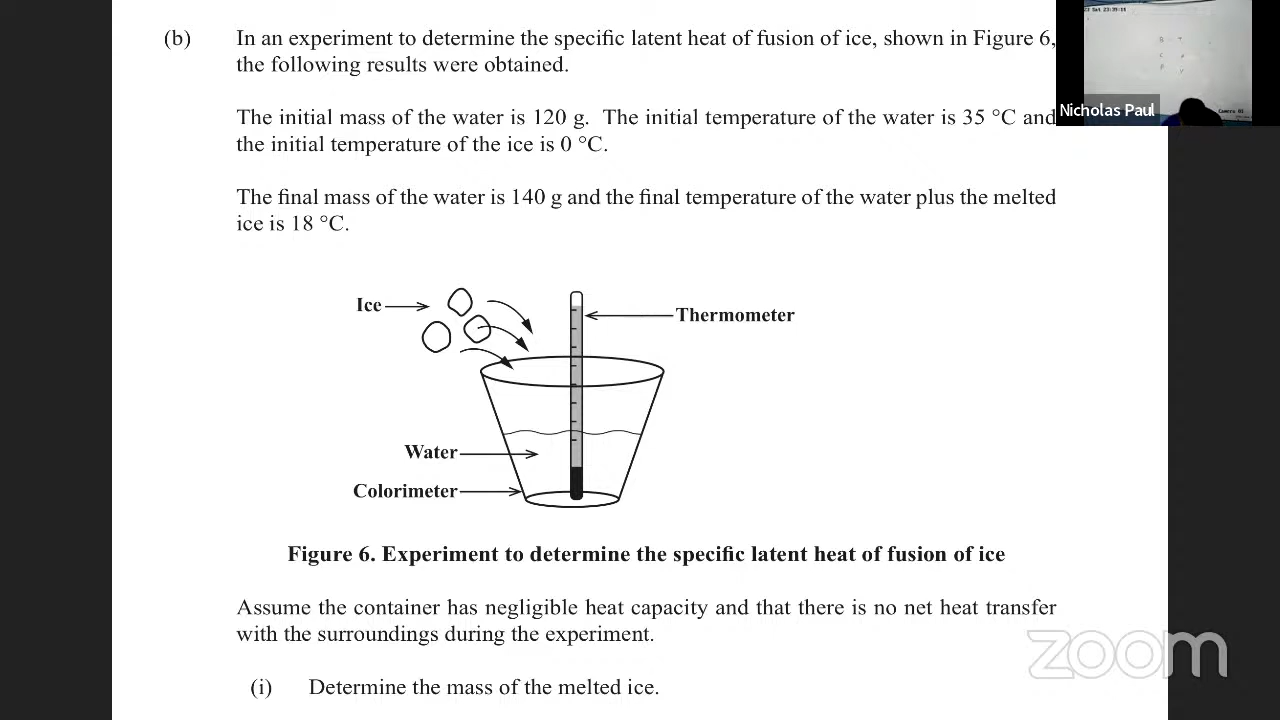 (b) In an experiment to determine the specific latent heat of fusion of ice, shown in Figure 6,
the following results were obtained.
The initial mass of the water is 120 g. The initial temperature of the water is 35 °C and
the initial temperature of the ice is 0 °C.
Nicholas Paul
The final mass of the water is 140 g and the final temperature of the water plus the melted
ice is 18 °C.
Ice
Thermometer
Water
Colorimeter
Figure 6. Experiment to determine the specific latent heat of fusion of ice
Assume the container has negligible heat capacity and that there is no net heat transfer
with the surroundings during the experiment.
zoom
(i) Determine the mass of the melted ice.